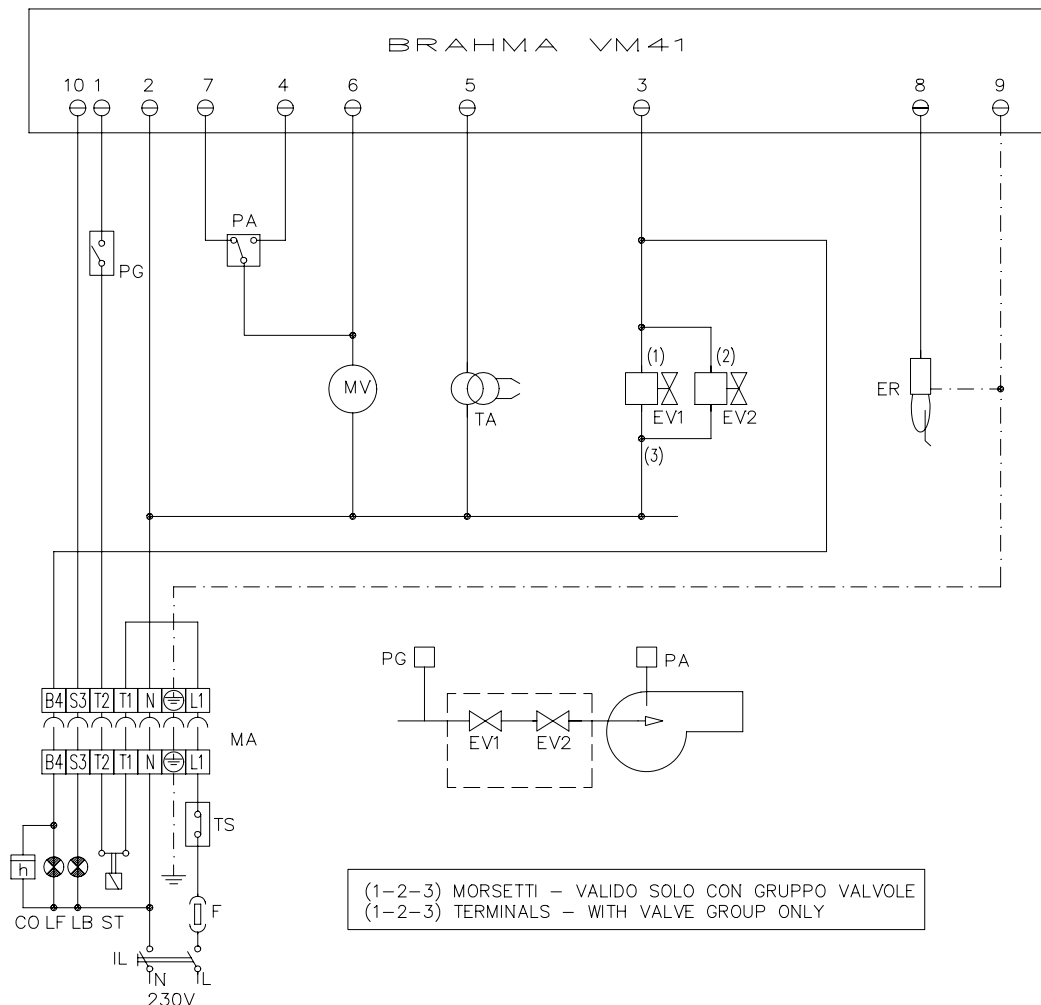 BRAHMA VM41
10 1 2 7 4 6 5 3 8 9
PA
PG
(1) (2)
MV
ER
TA
EV1 EV2
(3)
PG PA
B4 S3 T2 T1 N L1
MA
EV1 EV2
B4 S3 T2 T1 N L1
TS
h
(1-2-3) MORSETTI - VALIDO SOLO CON GRUPPO VALVOLE
(1-2-3) TERMINALS - WITH VALVE GROUP ONLY
F
CO LF LB ST
IL
N L
230V